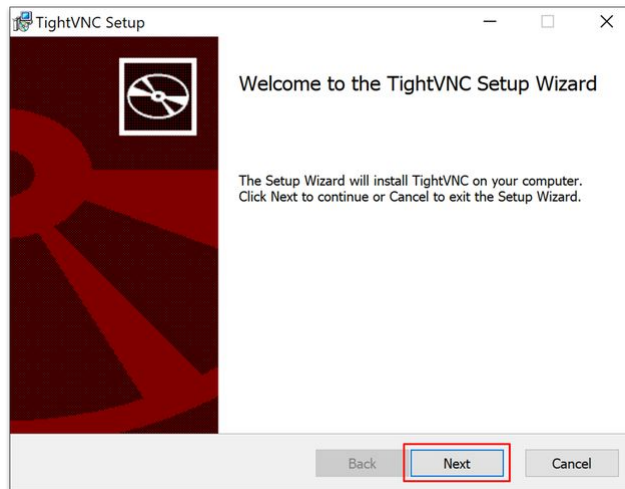 TightVNC Setup
Welcome to the TightVNC Setup Wizard
The Setup Wizard will install TightVNC on your computer.
Click Next to continue or Cancel to exit the Setup Wizard.
Back Next Cancel